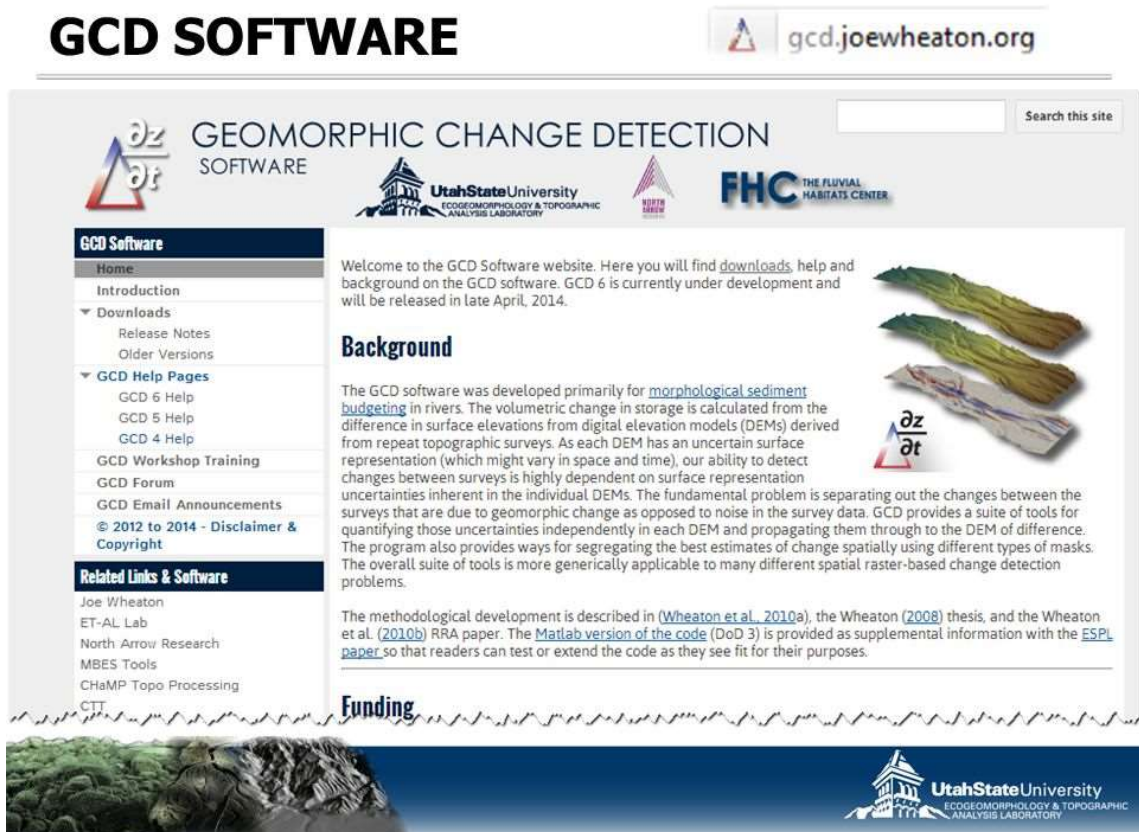 GCD SOFTWARE
gcd.joewheaton.org
∂z
∂t
GEOMORPHIC CHANGE DETECTION
SOFTWARE
Search this site
UtahStateUniversity
ECOGEOMORPHOLOGY & TOPOGRAPHIC
ANALYSIS LABORATORY
NORTH
ARROW
FHC THE FLUVIAL
HABITATS CENTER
GCD Software
Home
Introduction
Downloads
Release Notes
Older Versions
GCD Help Pages
GCD 6 Help
GCD 5 Help
GCD 4 Help
GCD Workshop Training
GCD Forum
GCD Email Announcements
© 2012 to 2014 - Disclaimer &
Copyright
Related Links & Software
Joe Wheaton
ET-AL Lab
North Arrow Research
MBES Tools
CHaMP Topo Processing
CTT
Welcome to the GCD Software website. Here you will find downloads, help and
background on the GCD software. GCD 6 is currently under development and
will be released in late April, 2014.
Background
The GCD software was developed primarily for morphological sediment
budgeting in rivers. The volumetric change in storage is calculated from the
difference in surface elevations from digital elevation models (DEMs) derived
from repeat topographic surveys. As each DEM has an uncertain surface
representation (which might vary in space and time), our ability to detect
changes between surveys is highly dependent on surface representation
uncertainties inherent in the individual DEMs. The fundamental problem is separating out the changes between the
surveys that are due to geomorphic change as opposed to noise in the survey data. GCD provides a suite of tools for
quantifying those uncertainties independently in each DEM and propagating them through to the DEM of difference.
The program also provides ways for segregating the best estimates of change spatially using different types of masks.
The overall suite of tools is more generically applicable to many different spatial raster-based change detection
problems.
∂z
∂t
The methodological development is described in (Wheaton et al., 2010a), the Wheaton (2008) thesis, and the Wheaton
et al. (2010b) RRA paper. The Matlab version of the code (DoD 3) is provided as supplemental information with the ESPL
paper so that readers can test or extend the code as they see fit for their purposes.
Funding
UtahStateUniversity
ECOGEOMORPHOLOGY & TOPOGRAPHIC
ANALYSIS LABORATORY